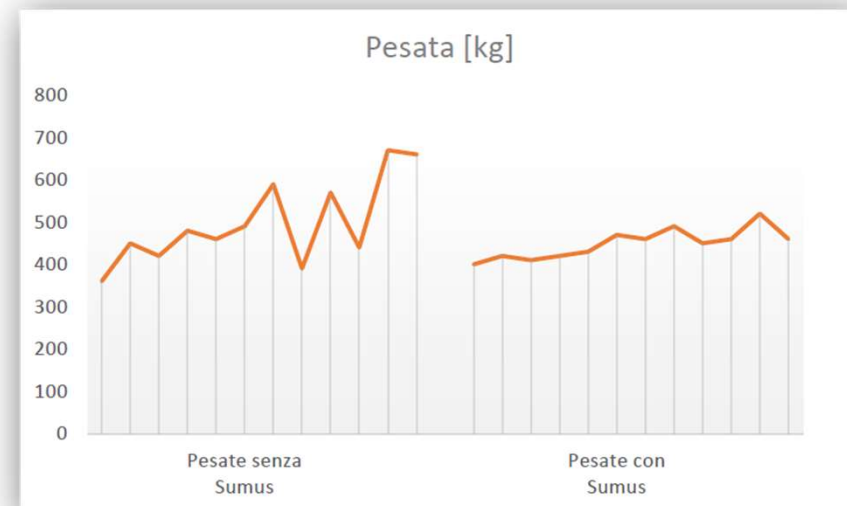 Pesata [kg]
800
700
600
500
400
300
200
100
0
Pesate senza
Sumus
Pesate con
Sumus